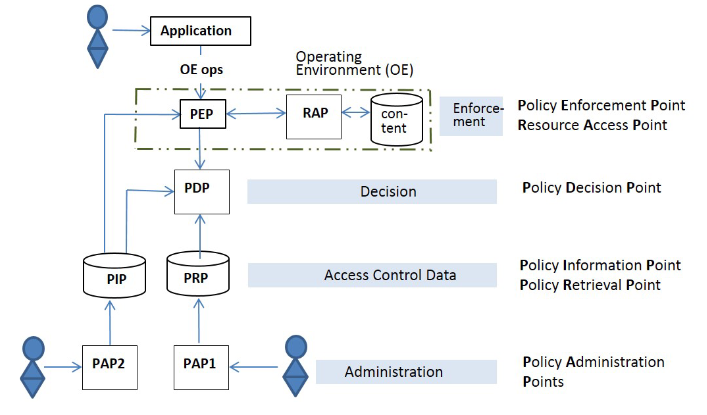 Application
OE ops
Operating
Environment (OE)
PEP
RAP
con-
tent
Enforce-
ment
Policy Enforcement Point
Resource Access Point
PDP
Decision
Policy Decision Point
PIP
PRP
Access Control Data
Policy Information Point
Policy Retrieval Point
PAP2
PAP1
Administration
Policy Administration
Points